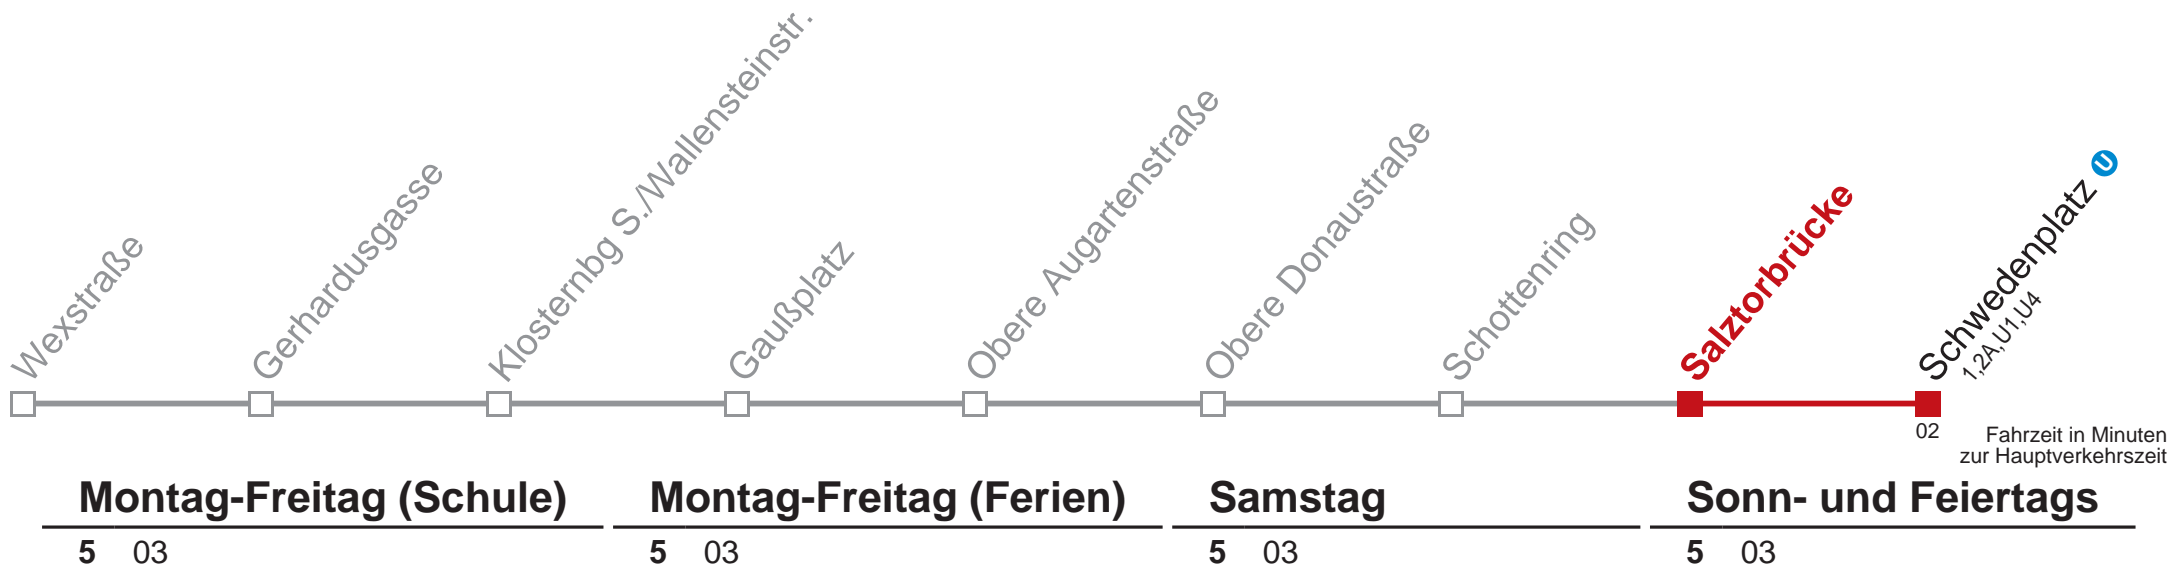 Wexstraße
Gerhardusgasse
Klosternbg S./Wallensteinstr.
Gaußplatz
Obere Augartenstraße
Obere Donaustraße
Schottenring
Salztorbrücke
Schwedenplatz U
1,2A,U1,U4
02
Fahrzeit in Minuten
zur Hauptverkehrszeit
Montag-Freitag (Schule) Montag-Freitag (Ferien) Samstag Sonn- und Feiertags
5 03 5 03 5 03 5 03